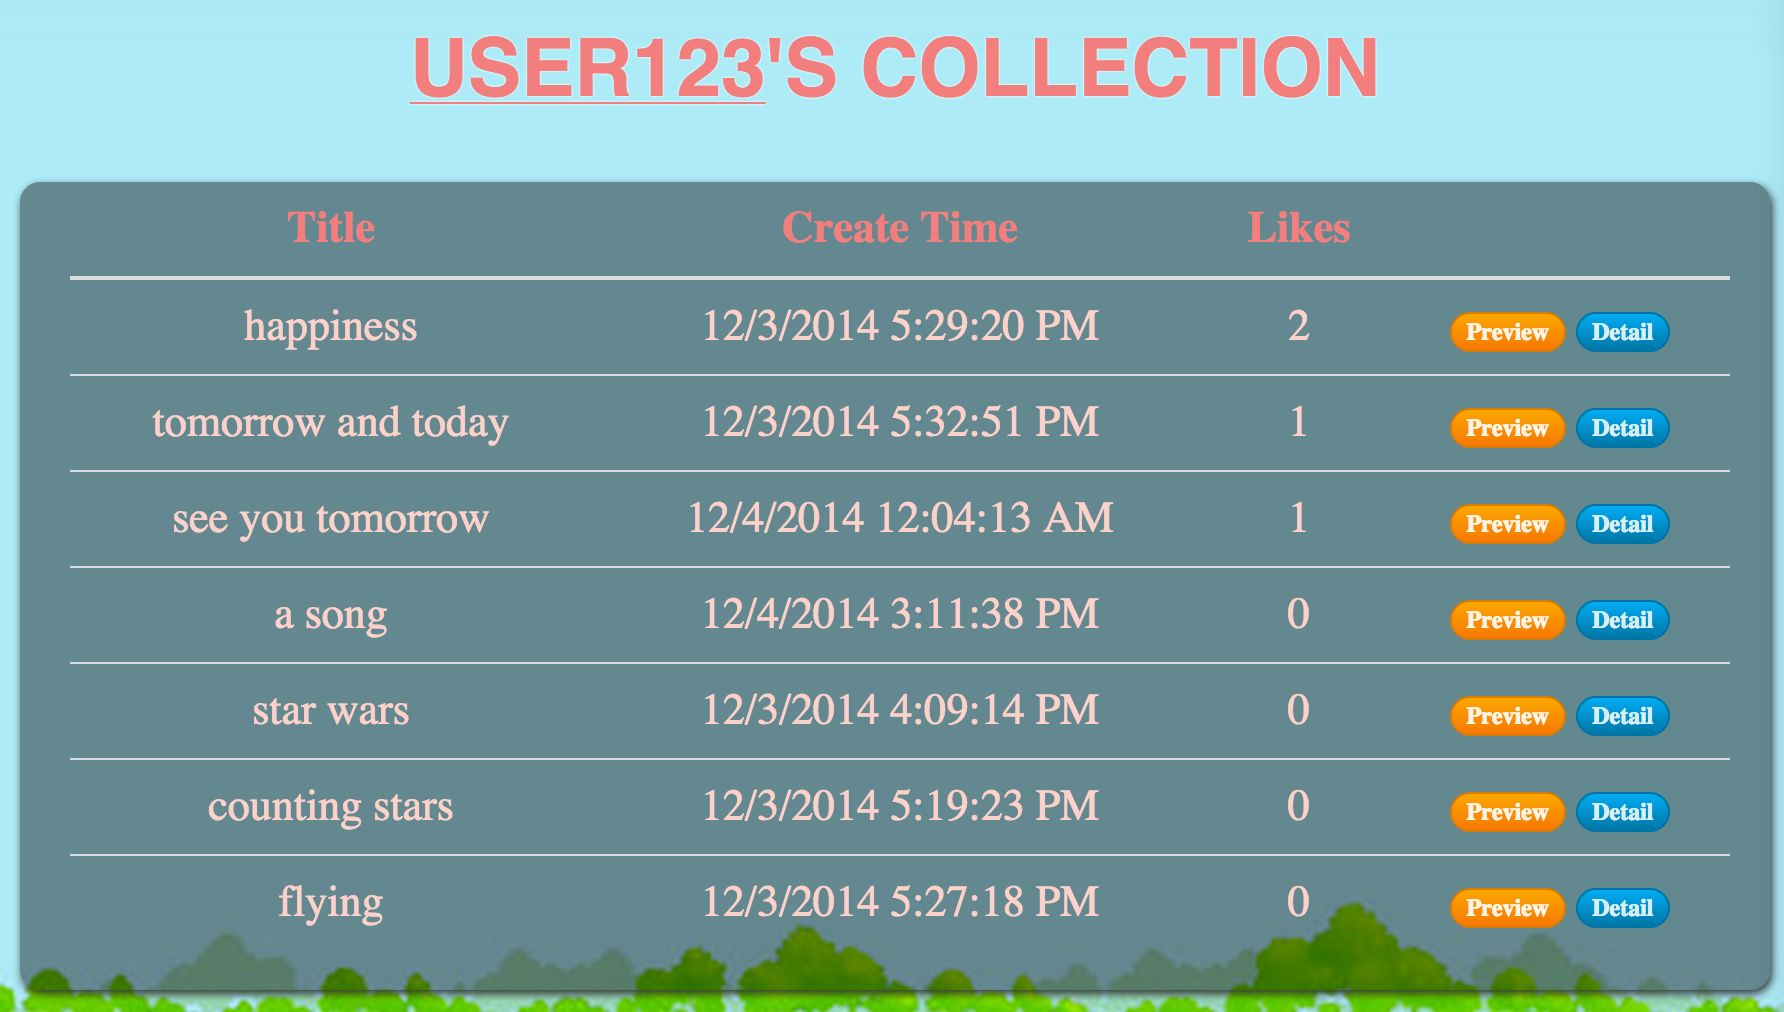 USER123'S COLLECTION
Title Create Time Likes
happiness 12/3/2014 5:29:20 PM 2 Preview Detail
tomorrow and today 12/3/2014 5:32:51 PM 1 Preview Detail
see you tomorrow 12/4/2014 12:04:13 AM 1 Preview Detail
a song 12/4/2014 3:11:38 PM 0 Preview Detail
star wars 12/3/2014 4:09:14 PM 0 Preview Detail
counting stars 12/3/2014 5:19:23 PM 0 Preview Detail
flying 12/3/2014 5:27:18 PM 0 Preview Detail